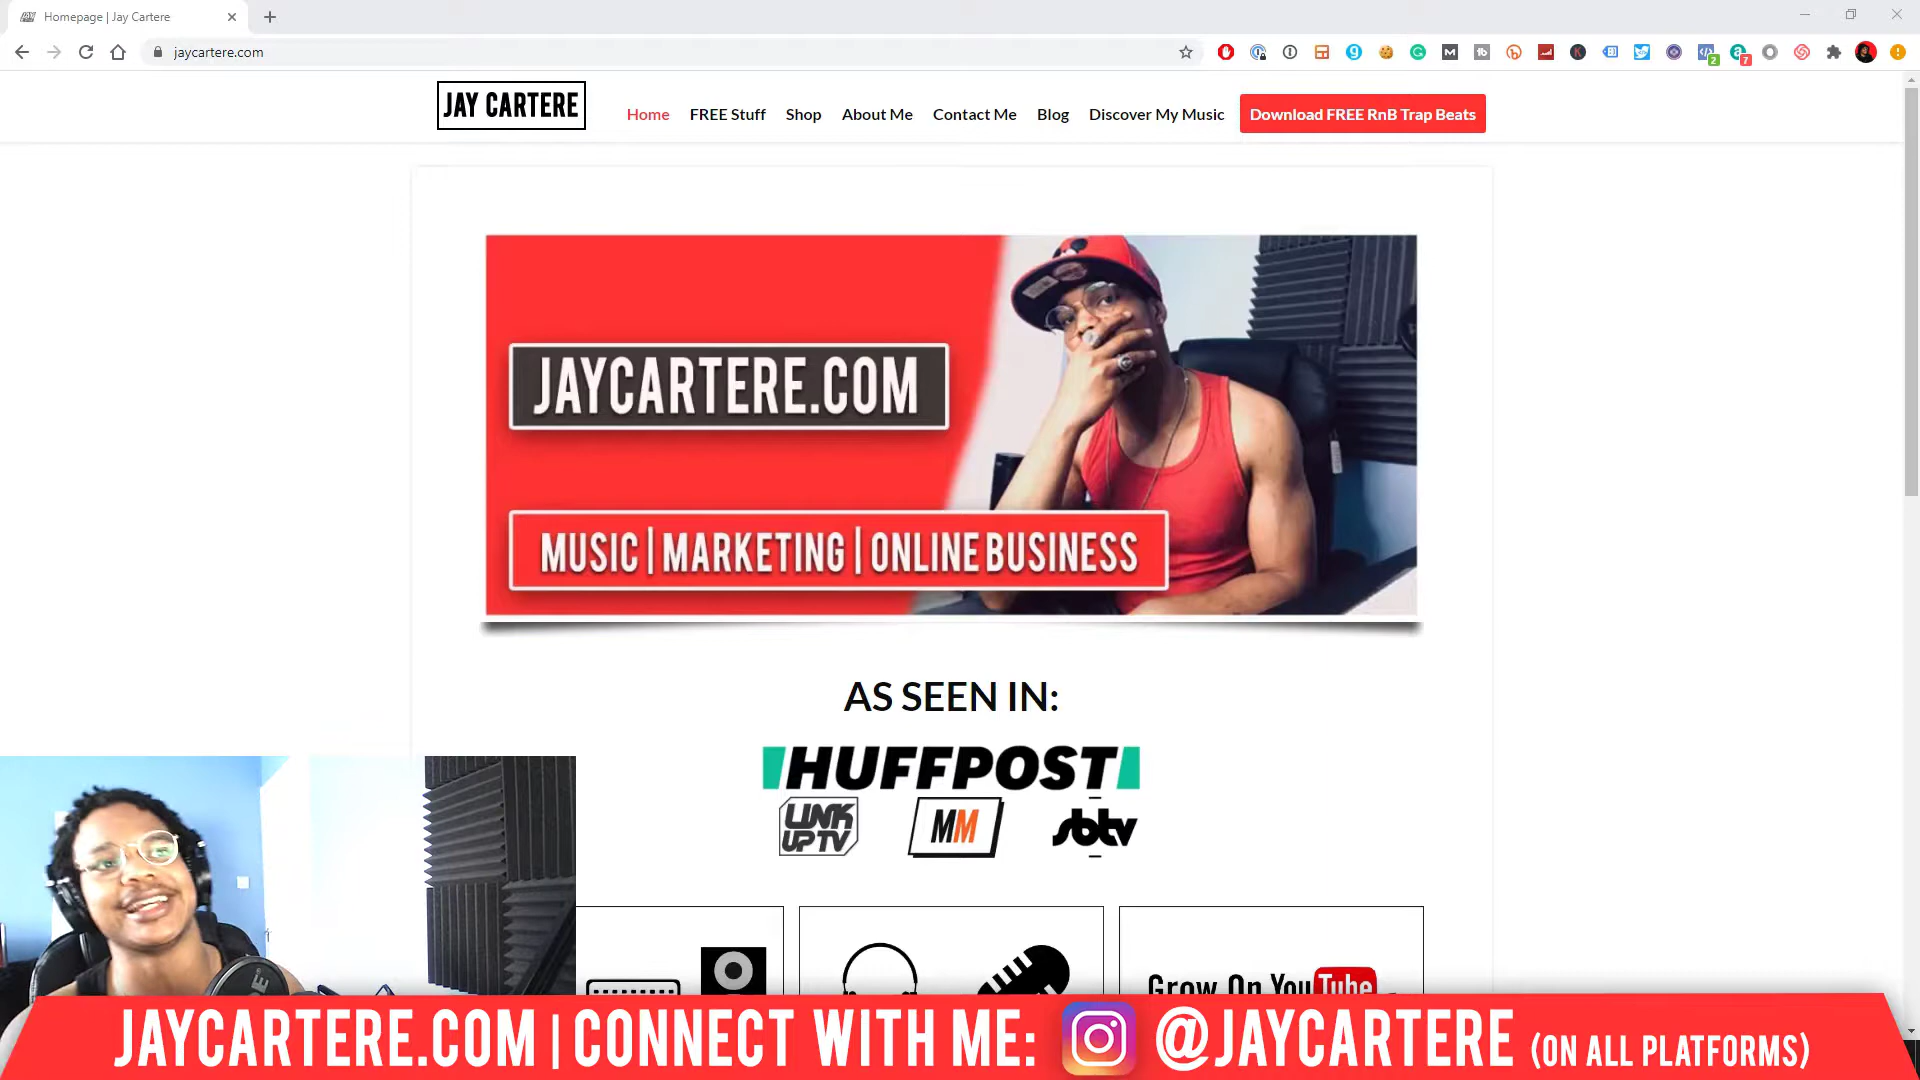 Homepage | Jay Cartere
jaycartere.com
2
7
JAY CARTERE
Home
FREE Stuff
Shop
About Me
Contact Me
Blog
Discover My Music
Download FREE RnB Trap Beats
JAYCARTERE.COM
MUSIC | MARKETING | ONLINE BUSINESS
AS SEEN IN:
HUFFPOST
LINK
UP TV
MM
sbtv
Grow On YouTube
JAYCARTERE.COM | CONNECT WITH ME: @JAYCARTERE (ON ALL PLATFORMS)